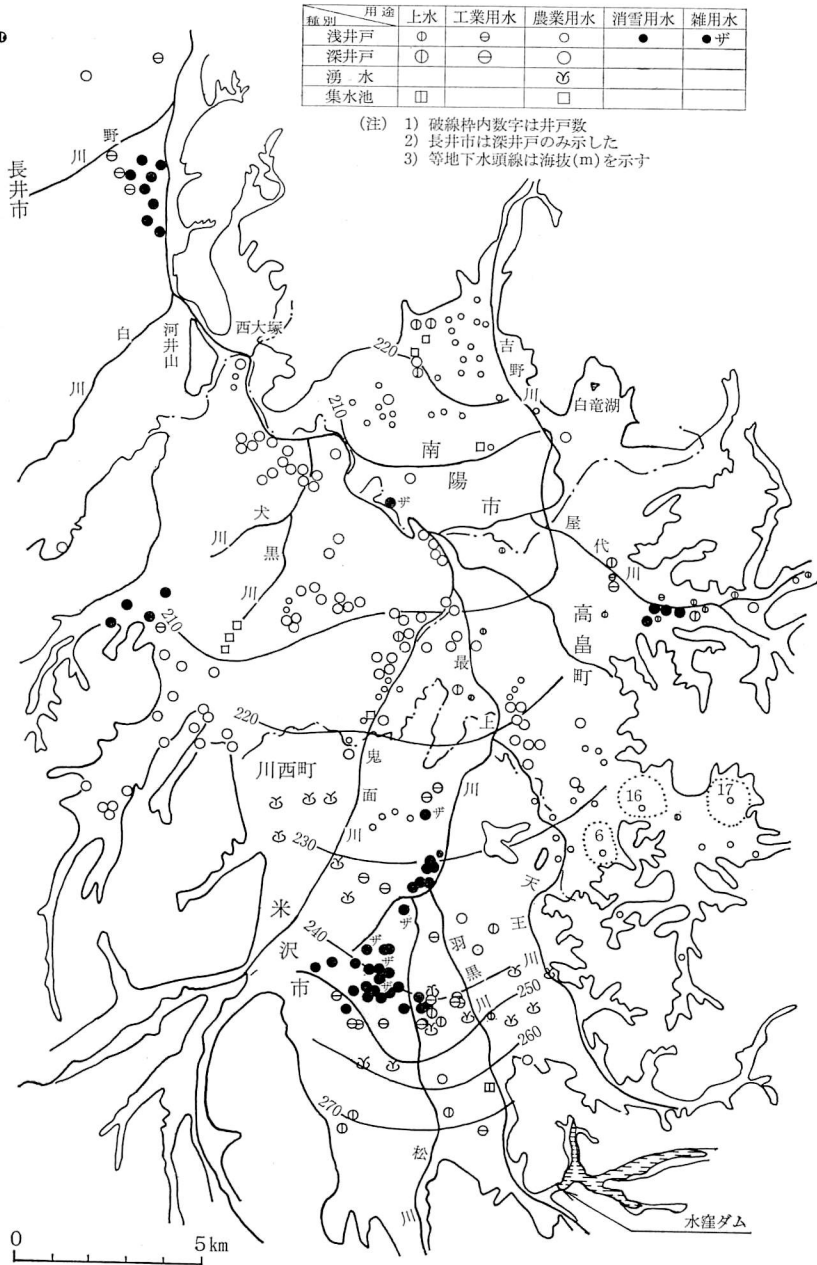 種別 用途 上水 工業用水 農業用水 消雪用水 雑用水
浅井戸 ザ
深井戸
湧水
集水池
(注) 1) 破線枠内数字は井戸数
2) 長井市は深井戸のみ示した
3) 等地下水頭線は海抜(m)を示す
野川
長井市
白川
河井山
西大塚
220
吉野川
白竜湖
210
南陽市
ザ
犬川
黒川
屋代川
高畠町
210
最上川
220
鬼面川
川西町
ザ
16
17
6
230
天王川
米沢市
ザ
240
ザ
ザ
ザ
羽黒川
250
260
270
松川
水窪ダム
0 5km